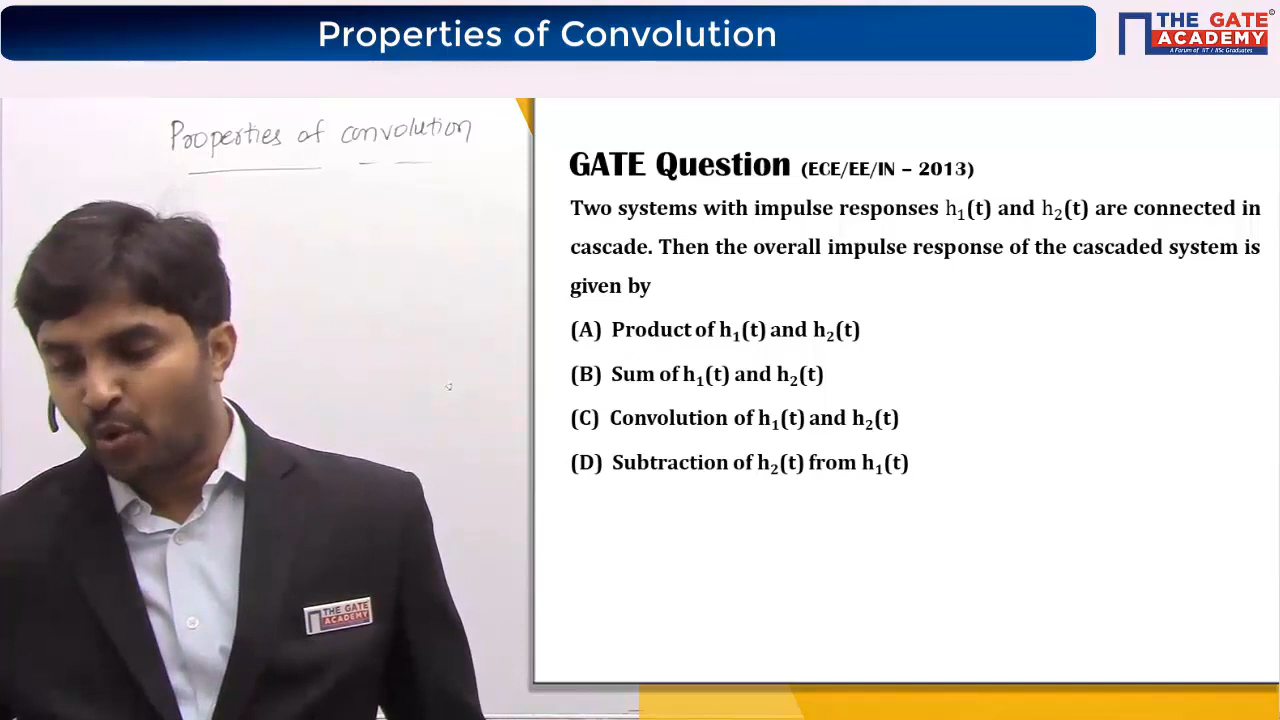 Properties of Convolution
THE GATE
ACADEMY
A Forum of IIT / IISc Graduates
Properties of convolution
GATE Question (ECE/EE/IN – 2013)
Two systems with impulse responses h₁(t) and h₂(t) are connected in
cascade. Then the overall impulse response of the cascaded system is
given by
(A) Product of h₁(t) and h₂(t)
(B) Sum of h₁(t) and h₂(t)
(C) Convolution of h₁(t) and h₂(t)
(D) Subtraction of h₂(t) from h₁(t)
THE GATE
ACADEMY